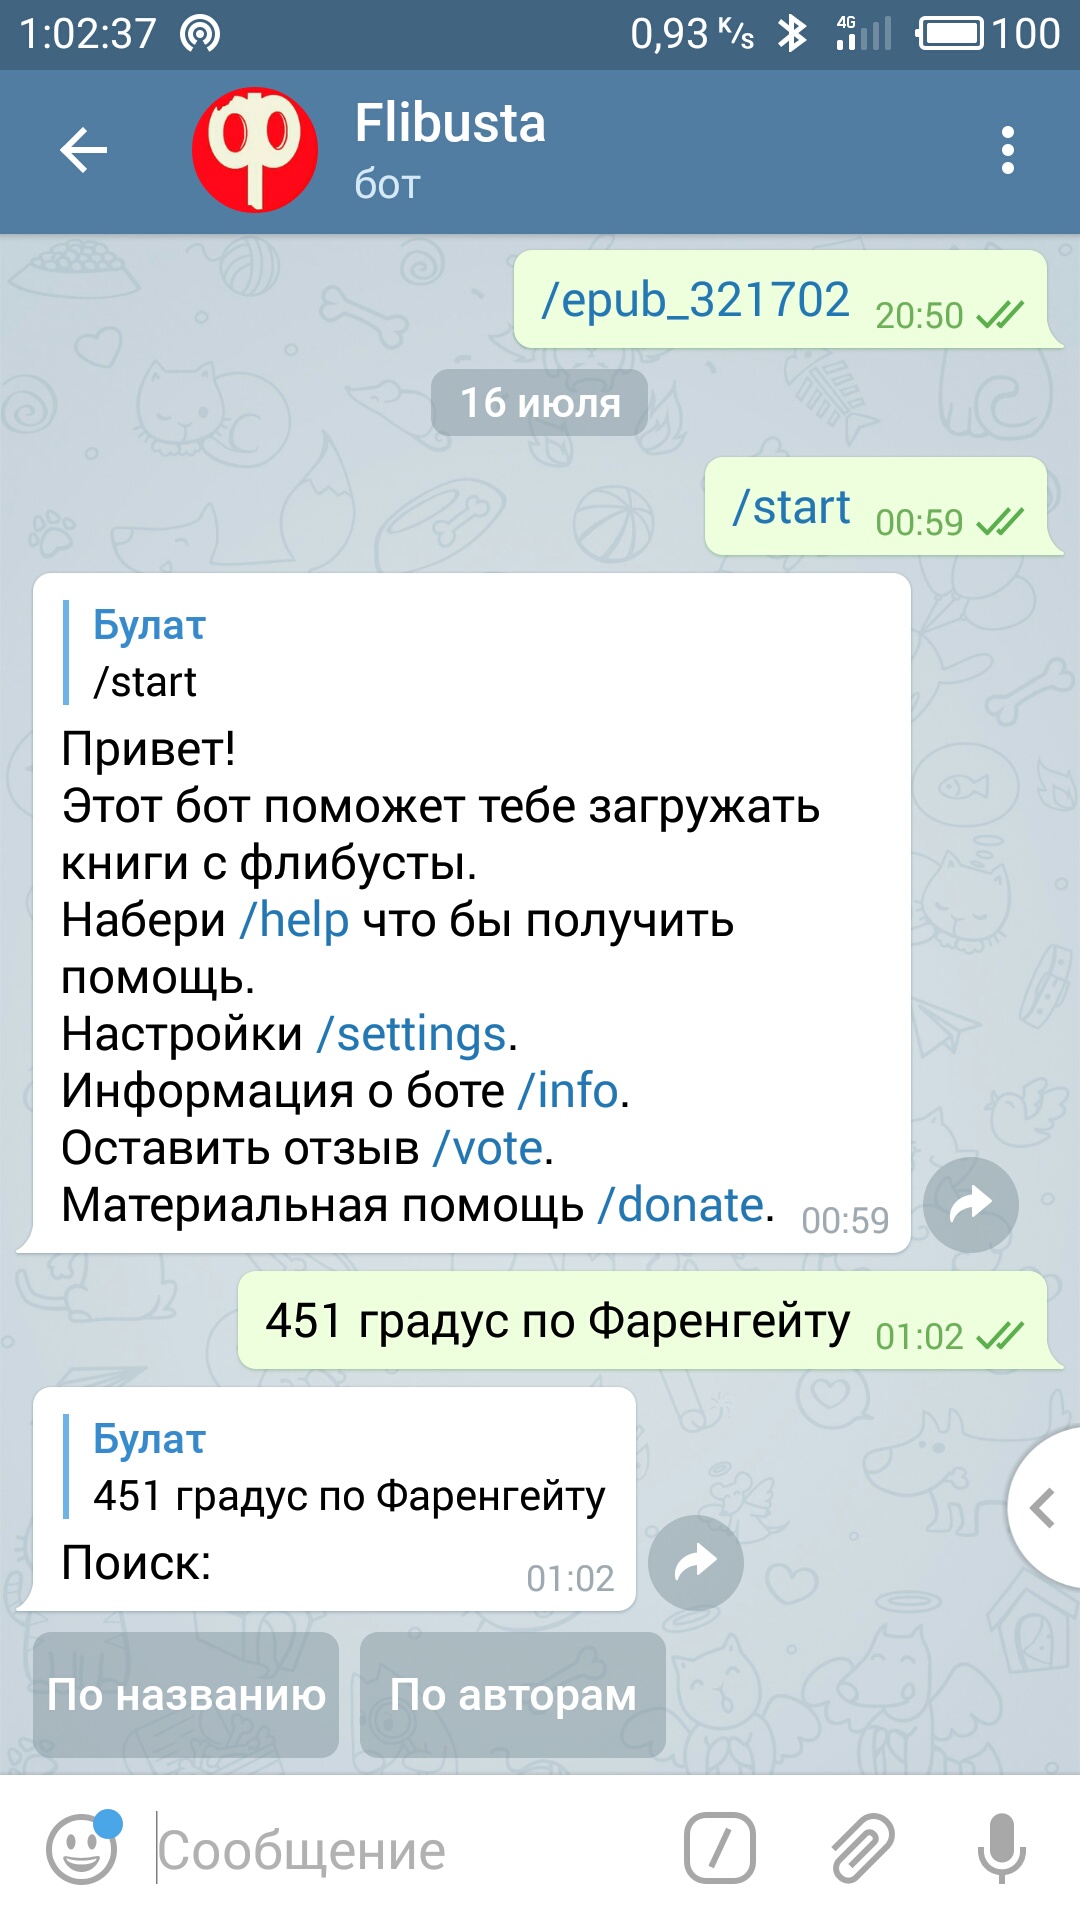 1:02:37 0,93 K/s 4G 100
Flibusta
бот
/epub_321702 20:50
16 июля
/start 00:59
Булат
/start
Привет!
Этот бот поможет тебе загружать
книги с флибусты.
Набери /help что бы получить
помощь.
Настройки /settings.
Информация о боте /info.
Оставить отзыв /vote.
Материальная помощь /donate. 00:59
451 градус по Фаренгейту 01:02
Булат
451 градус по Фаренгейту
Поиск: 01:02
По названию По авторам
Сообщение